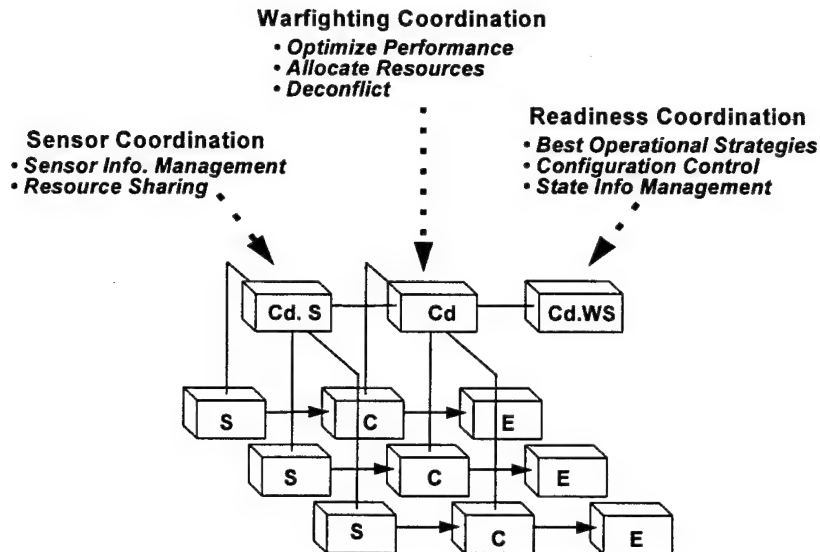 Warfighting Coordination
• Optimize Performance
• Allocate Resources
• Deconflict
Sensor Coordination
• Sensor Info. Management
• Resource Sharing
Readiness Coordination
• Best Operational Strategies
• Configuration Control
• State Info Management
Cd. S
Cd
Cd.WS
S
C
E
S
C
E
S
C
E